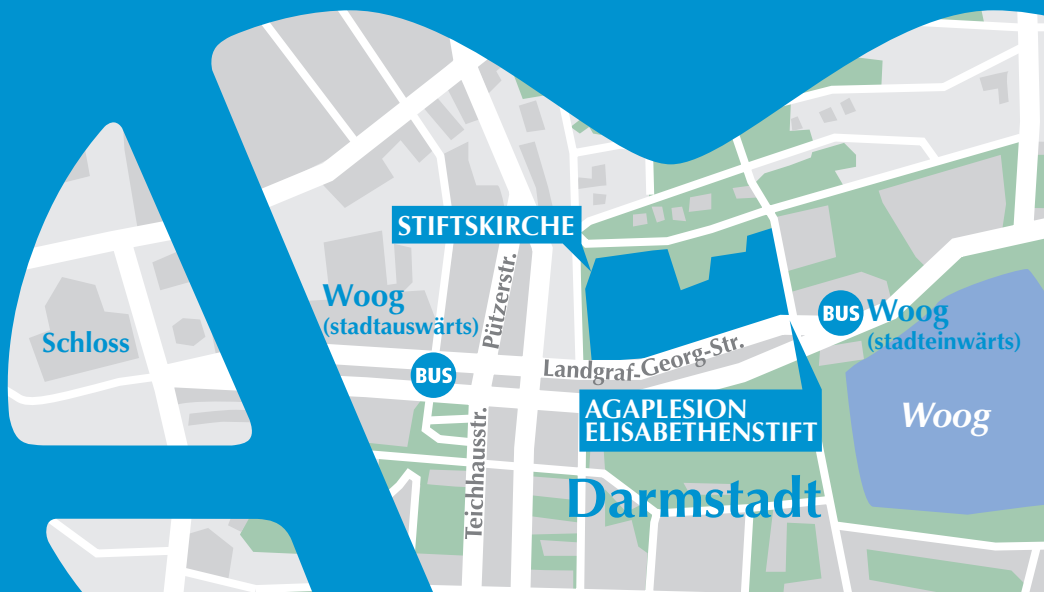 STIFTSKIRCHE
Pützerstr.
Woog
(stadtauswärts)
BUS
Schloss
BUS
Woog
(stadteinwärts)
Landgraf-Georg-Str.
AGAPLESION
ELISABETHENSTIFT
Woog
Teichhausstr.
Darmstadt